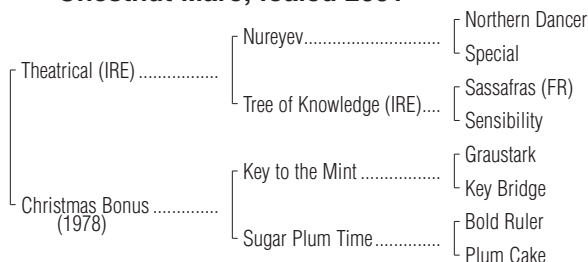 Chestnut Mare, foaled
Northern Dancer
Nureyev
Special
Theatrical (IRE)
Sassafras (FR)
Tree of Knowledge (IRE)
Sensibility
Graustark
Key to the Mint
Key Bridge
Christmas Bonus
(1978)
Bold Ruler
Sugar Plum Time
Plum Cake